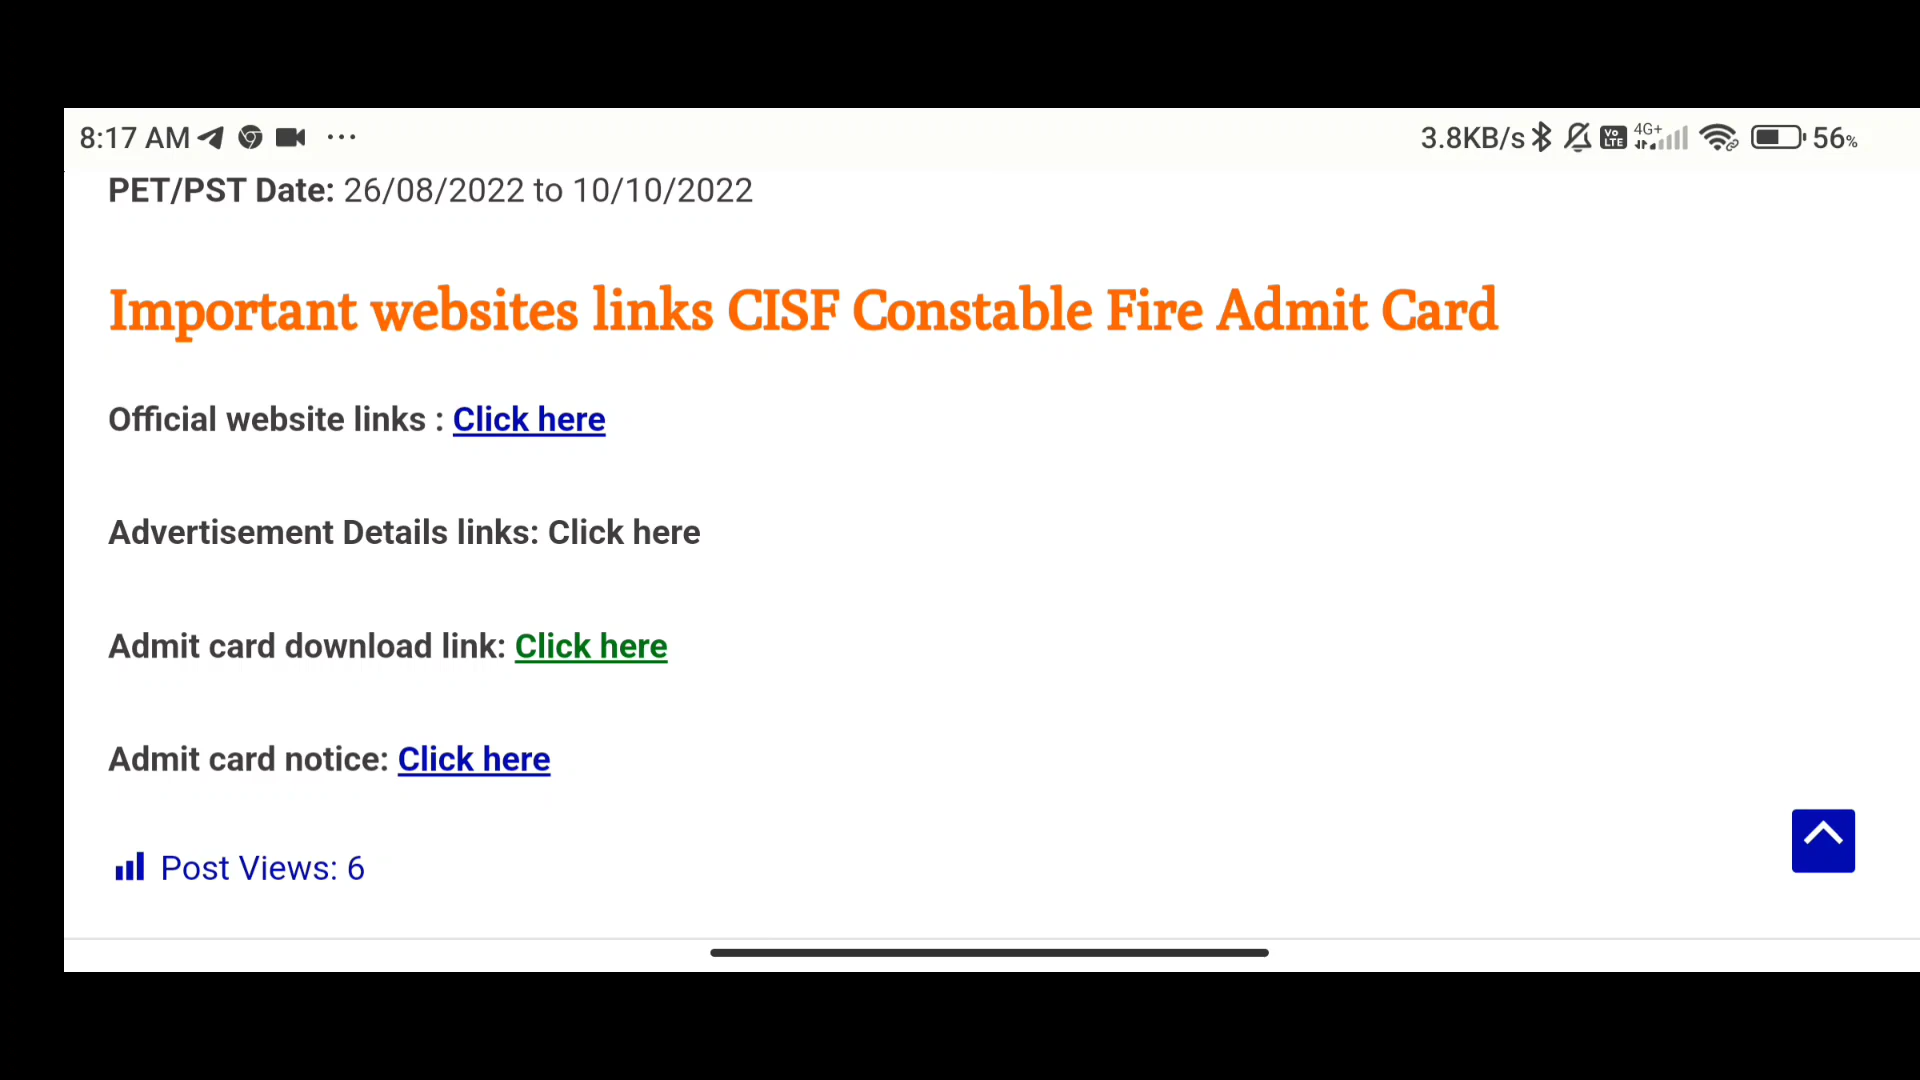 8:17 AM ... 3.8KB/s Vo LTE 4G+ 56%
PET/PST Date: 26/08/2022 to 10/10/2022
Important websites links CISF Constable Fire Admit Card
Official website links : Click here
Advertisement Details links: Click here
Admit card download link: Click here
Admit card notice: Click here
Post Views: 6